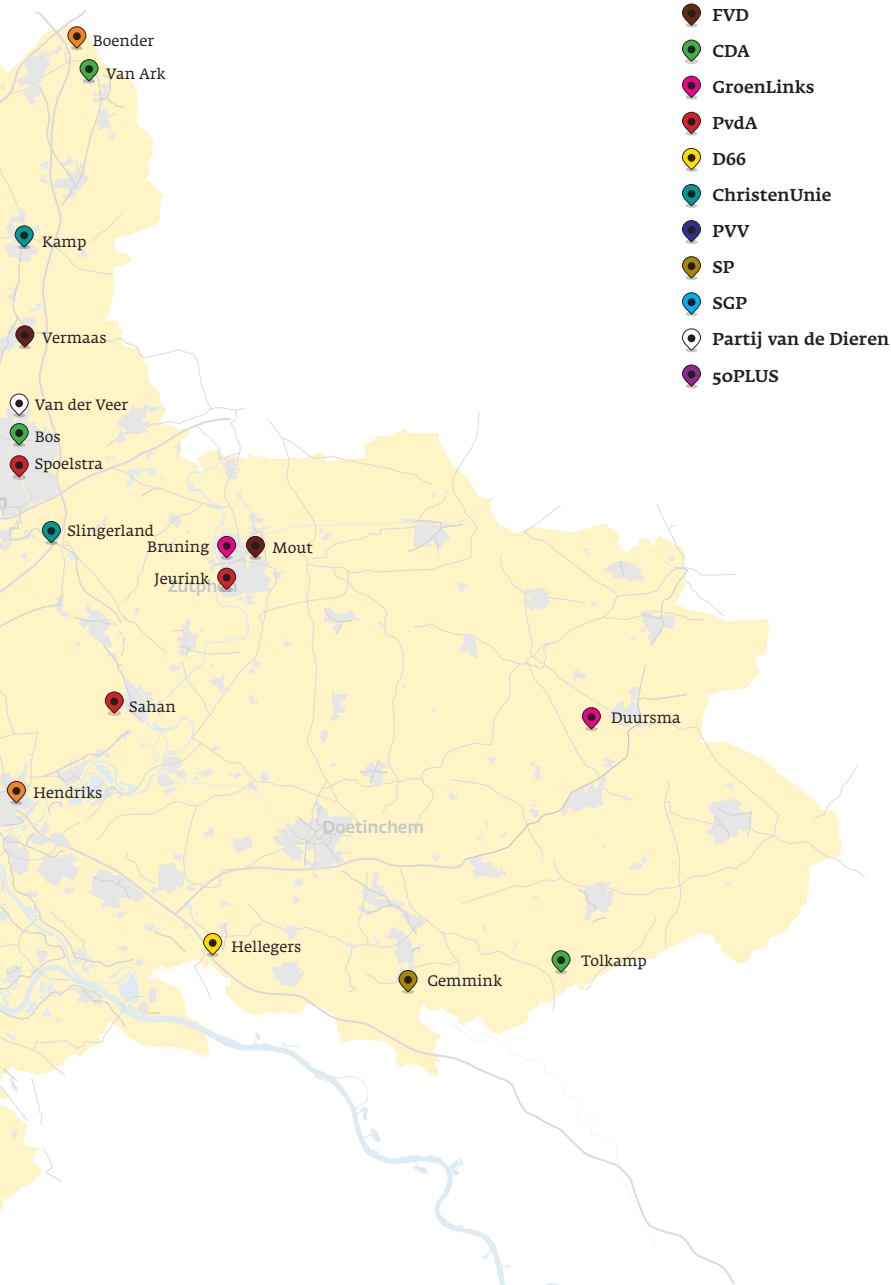 FVD
CDA
GroenLinks
PvdA
D66
ChristenUnie
PVV
SP
SGP
Partij van de Dieren
50PLUS
Boender
Van Ark
Kamp
Vermaas
Van der Veer
Bos
Spoelstra
Slingerland
Bruning
Mout
Jeurink
Zutphen
Sahan
Duursma
Hendriks
Doetinchem
Hellegers
Tolkamp
Gemmink